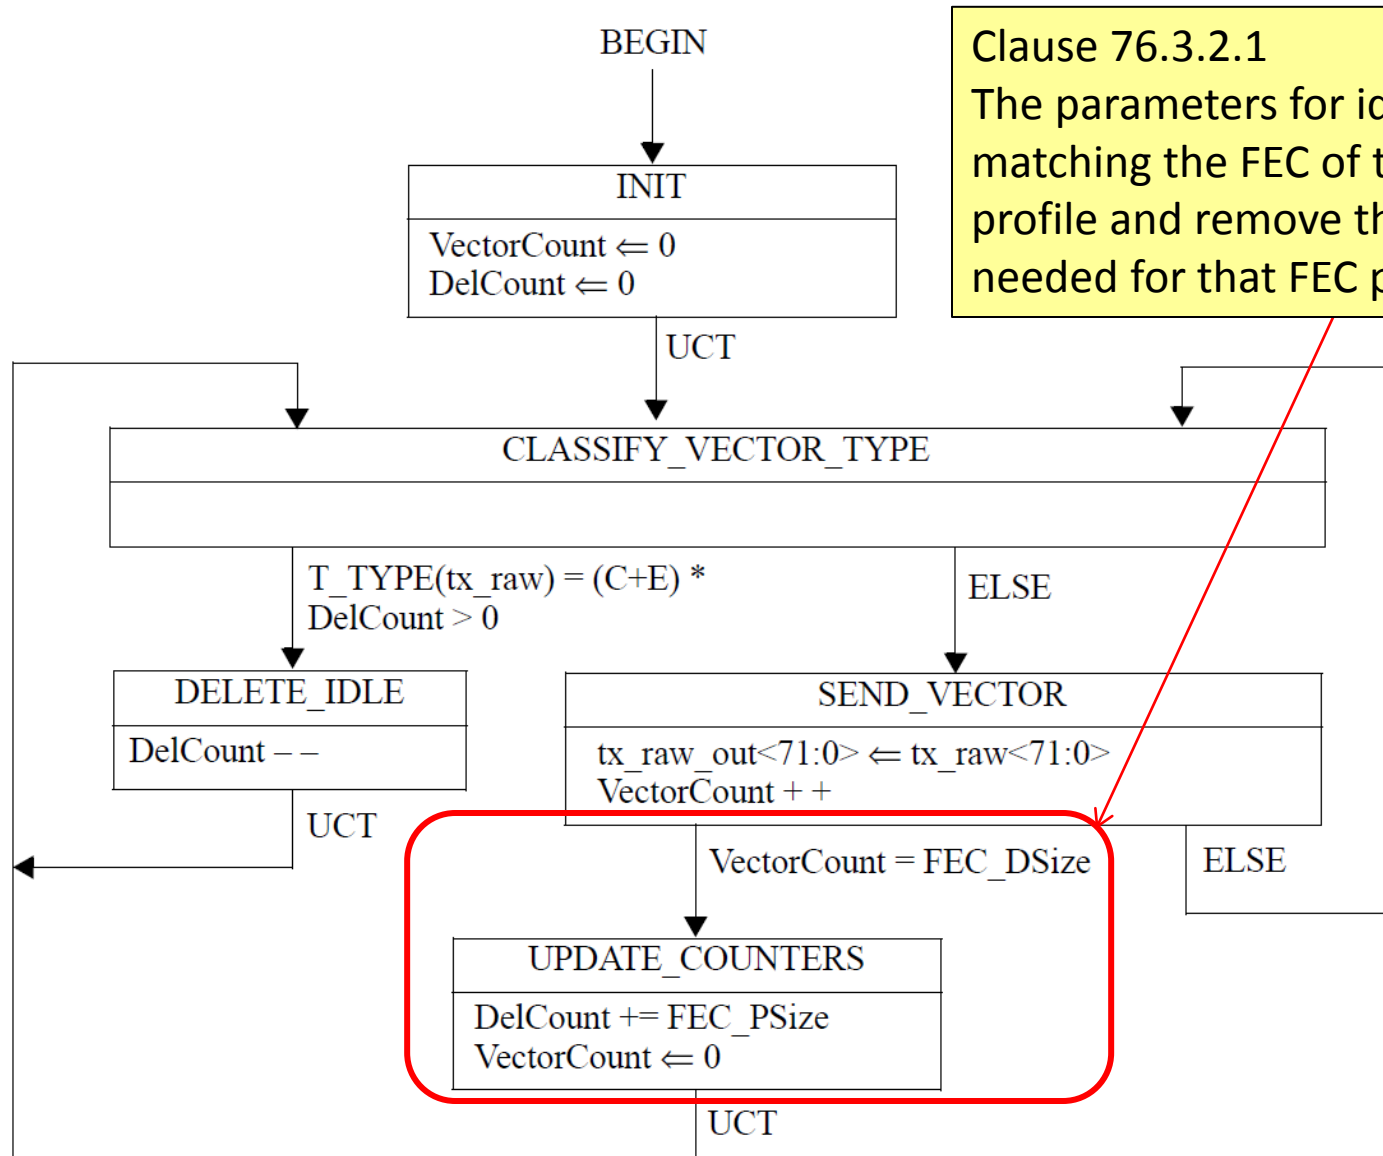 BEGIN
Clause 76.3.2.1
The parameters for
matching the FEC of
profile and remove
needed for that FEC
INIT
VectorCount ⇐ 0
DelCount ⇐ 0
UCT
CLASSIFY_VECTOR_TYPE
T_TYPE(tx_raw) = (C+E) *
DelCount > 0
ELSE
DELETE_IDLE
DelCount – –
UCT
SEND_VECTOR
tx_raw_out<71:0> ⇐ tx_raw<71:0>
VectorCount + +
VectorCount = FEC_DSize
ELSE
UPDATE_COUNTERS
DelCount += FEC_PSize
VectorCount ⇐ 0
UCT